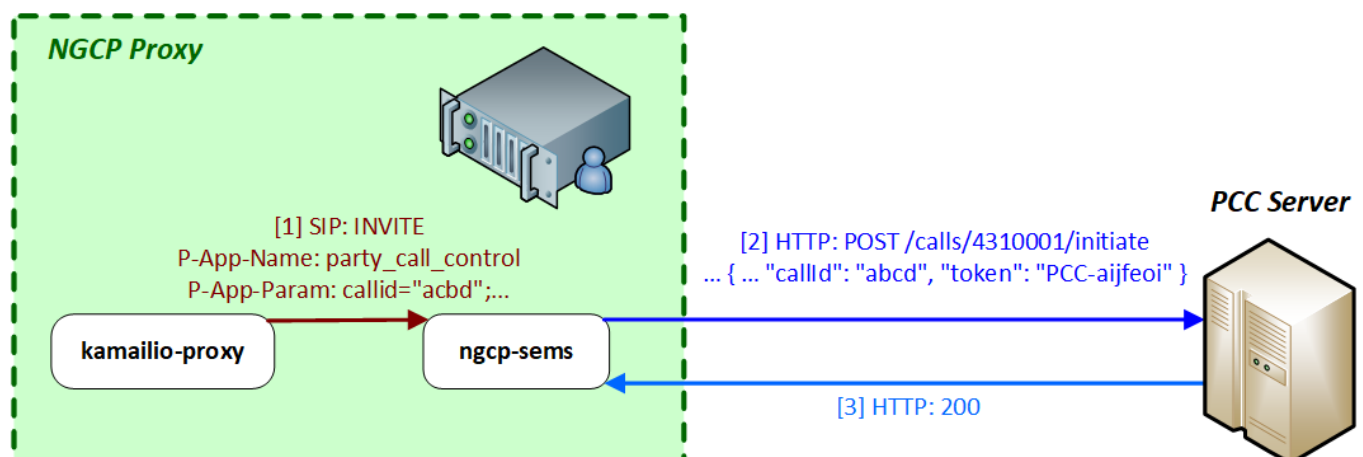 NGCP Proxy
[1] SIP: INVITE
P-App-Name: party_call_control
P-App-Param: callid="acbd";...
kamailio-proxy
ngcp-sems
PCC Server
[2] HTTP: POST /calls/4310001/initiate
... { ... "callId": "abcd", "token": "PCC-aijfeoi" }
[3] HTTP: 200